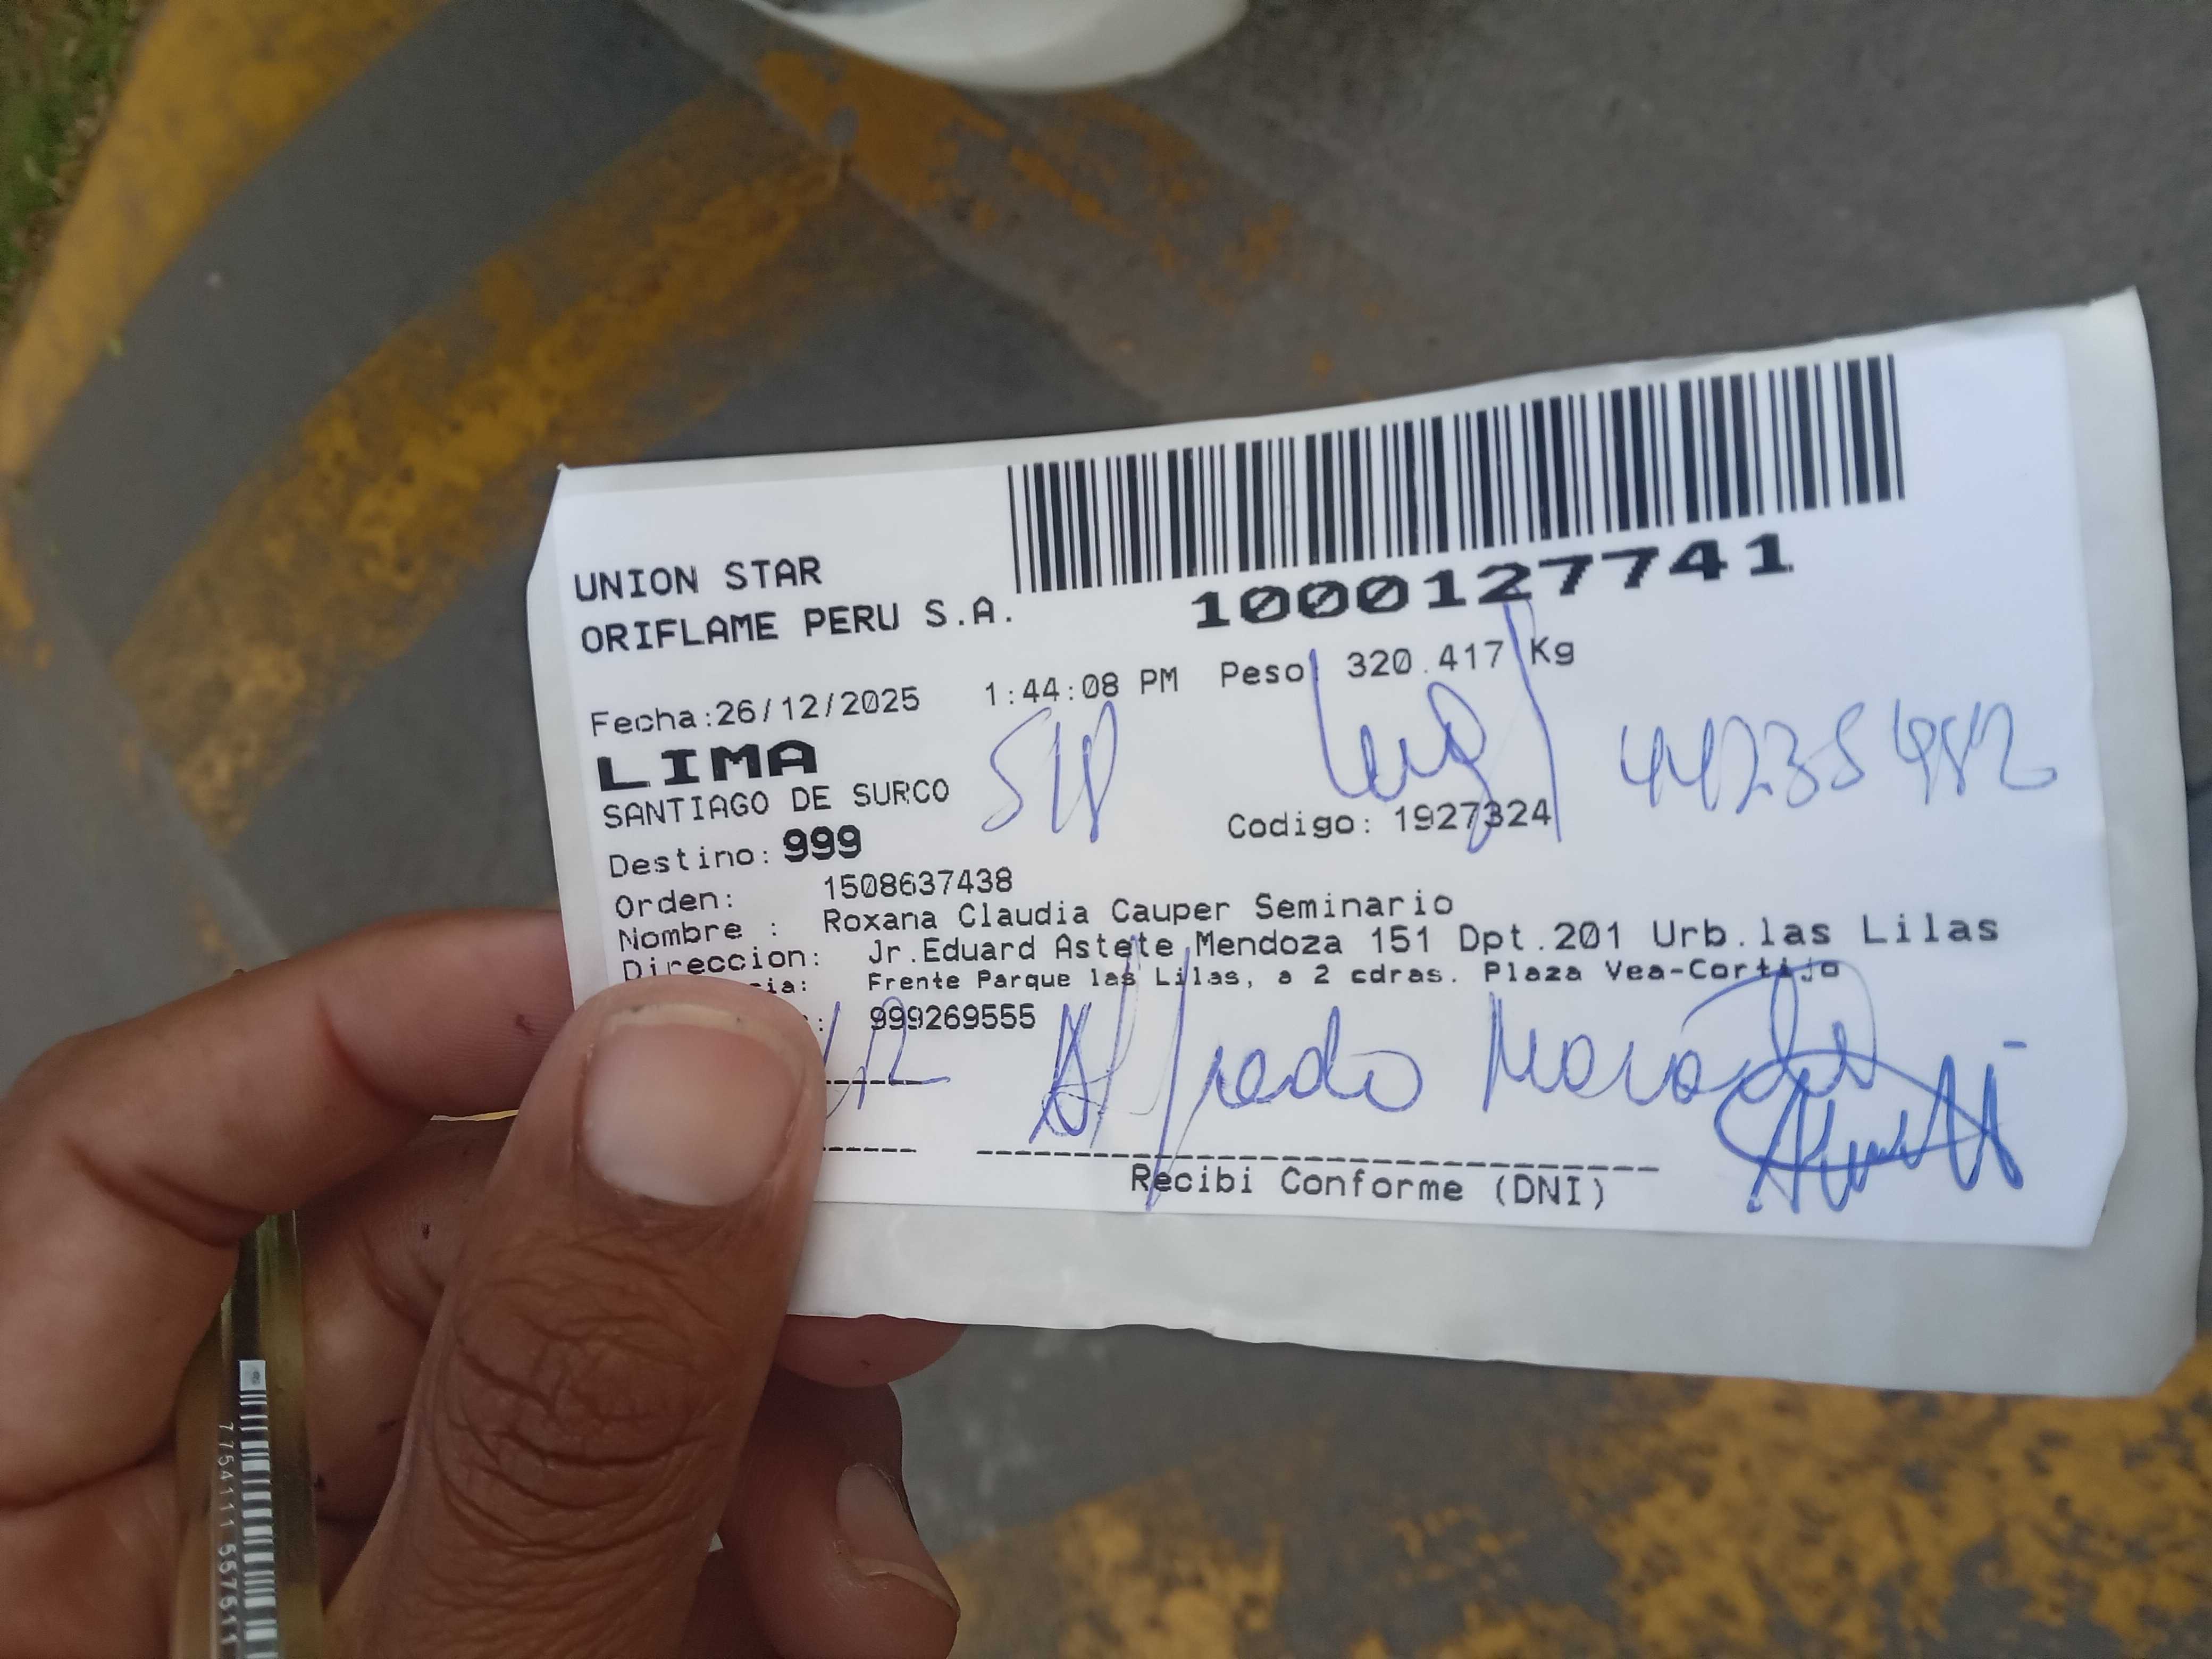 UNION STAR
ORIFLAME PERU S.A.
1000127741
Fecha:26/12/2025 1:44:08 PM Peso: 320.417 Kg
LIMA
SANTIAGO DE SURCO
Destino: 999
Codigo: 1927324
Orden: 1508637438
Nombre : Roxana Claudia Cauper Seminario
Direccion: Jr.Eduard Astete Mendoza 151 Dpt.201 Urb.las Lilas
ia: Frente Parque las Lilas, a 2 cdras. Plaza Vea-Cortijo
: 999269555
Alfredo
Recibi Conforme (DNI)